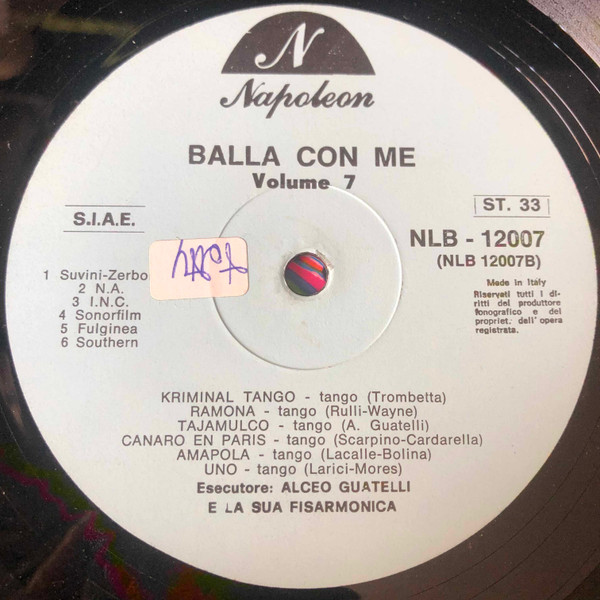 N
Napoleon
BALLA CON ME
Volume 7
S.I.A.E.
ST. 33
NLB - 12007
(NLB 12007B)
1 Suvini-Zerbo
2 N.A.
3 I.N.C.
4 Sonorfilm
5 Fulginea
6 Southern
Made in Italy
Riservati tutti i di-
ritti del produttore
fonografico e del
propriet. dell'opera
registrata.
KRIMINAL TANGO - tango (Trombetta)
RAMONA - tango (Rulli-Wayne)
TAJAMULCO - tango (A. Guatelli)
CANARO EN PARIS - tango (Scarpino-Cardarella)
AMAPOLA - tango (Lacalle-Bolina)
UNO - tango (Larici-Mores)
Esecutore: ALCEO GUATELLI
E LA SUA FISARMONICA